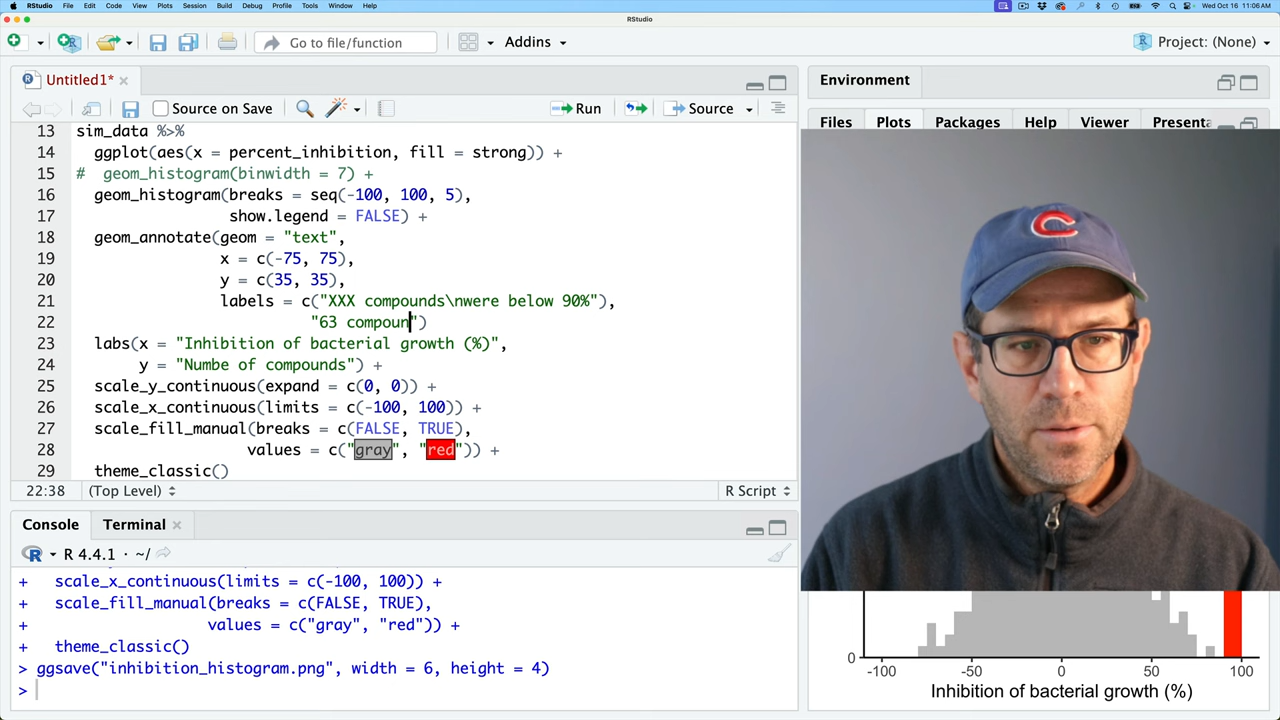 RStudio File Edit Code View Plots Session Build Debug Profile Tools Window Help Wed Oct 16 11:06 AM
RStudio
Go to file/function Addins Project: (None)
Untitled1* Environment
Source on Save Run Source Files Plots Packages Help Viewer Presenta
13 sim_data %>%
14 ggplot(aes(x = percent_inhibition, fill = strong)) +
15 # geom_histogram(binwidth = 7) +
16 geom_histogram(breaks = seq(-100, 100, 5),
17 show.legend = FALSE) +
18 geom_annotate(geom = "text",
19 x = c(-75, 75),
20 y = c(35, 35),
21 labels = c("XXX compounds\nwere below 90%"),
22 "63 compoun")
23 labs(x = "Inhibition of bacterial growth (%)",
24 y = "Numbe of compounds") +
25 scale_y_continuous(expand = c(0, 0)) +
26 scale_x_continuous(limits = c(-100, 100)) +
27 scale_fill_manual(breaks = c(FALSE, TRUE),
28 values = c("gray", "red")) +
29 theme_classic()
22:38 (Top Level) R Script
Console Terminal
R R 4.4.1 · ~/
+ scale_x_continuous(limits = c(-100, 100)) +
+ scale_fill_manual(breaks = c(FALSE, TRUE),
+ values = c("gray", "red")) +
+ theme_classic()
> ggsave("inhibition_histogram.png", width = 6, height = 4)
>
C
0
-100 -50 0 50 100
Inhibition of bacterial growth (%)